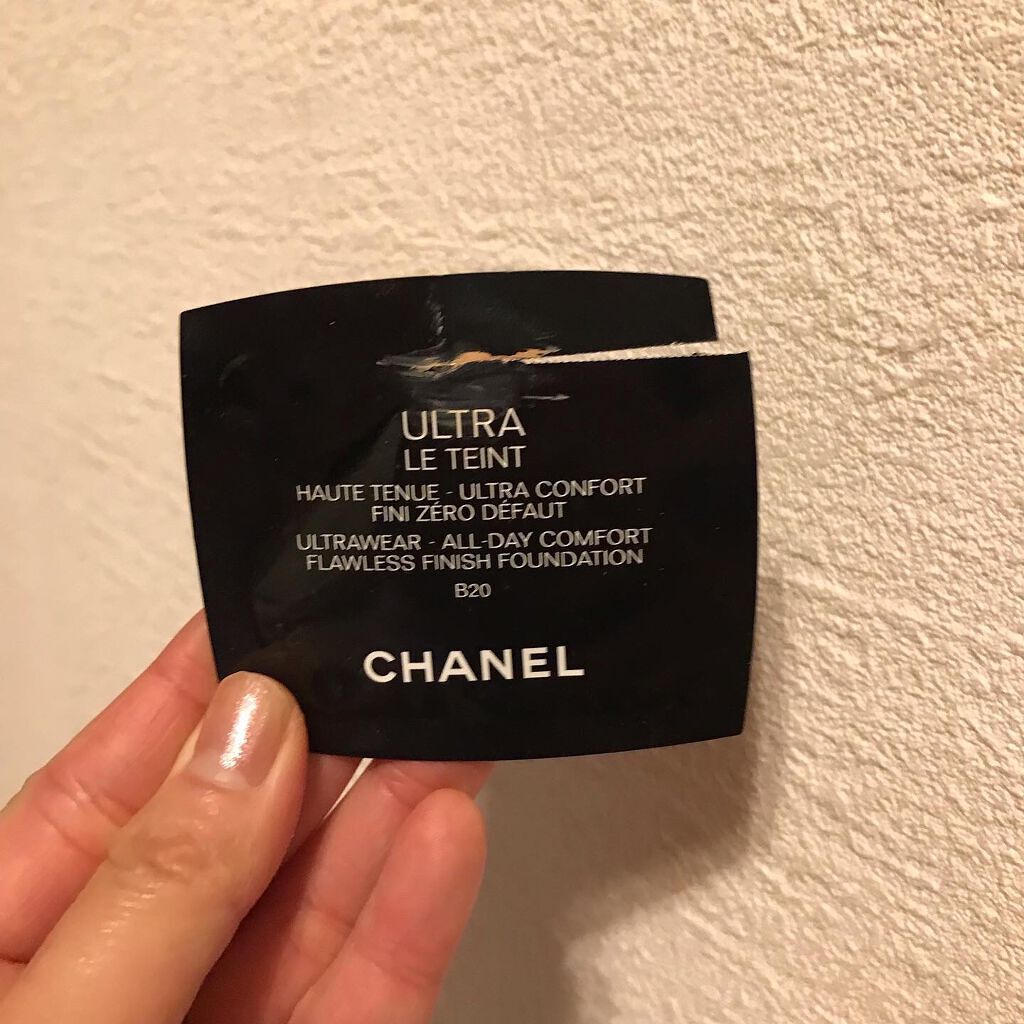 ULTRA
LE TEINT
HAUTE TENUE - ULTRA CONFORT
FINI ZÉRO DÉFAUT
ULTRAWEAR - ALL-DAY COMFORT
FLAWLESS FINISH FOUNDATION
B20
CHANEL